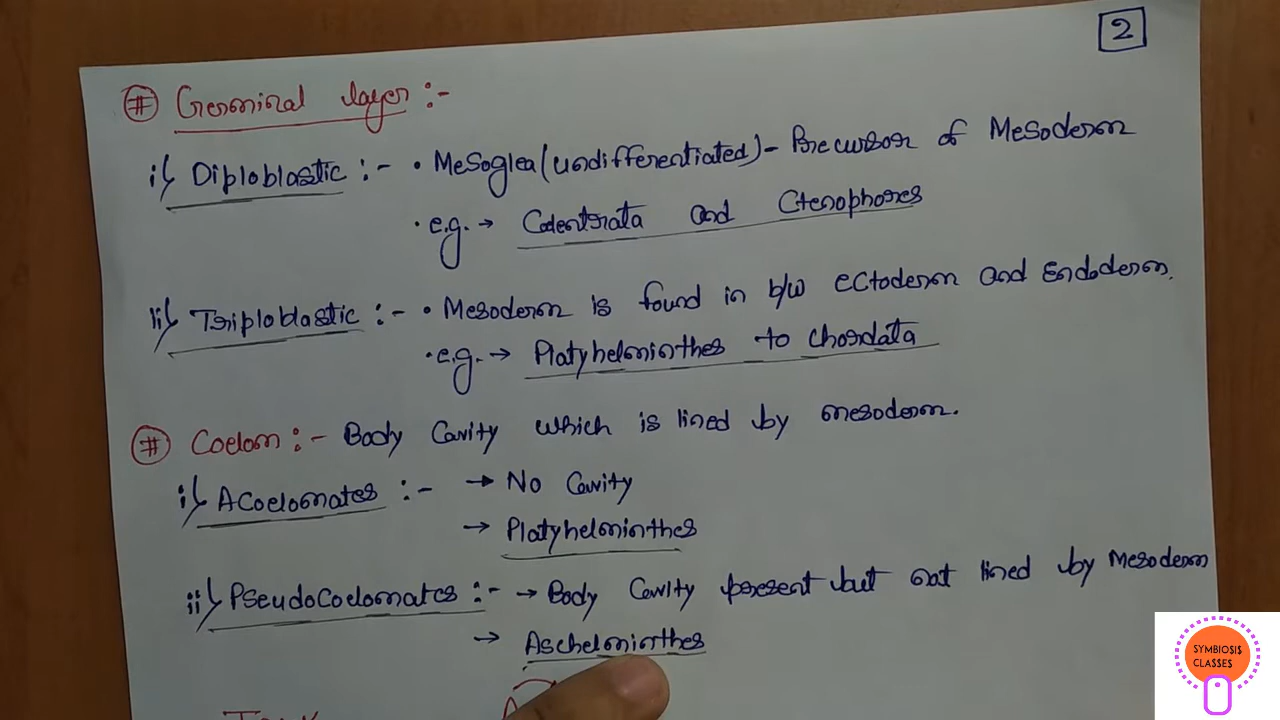 2
# Germinal layer :-
i) Diploblastic :- • Mesoglea (undifferentiated) - Precursor of Mesoderm
• e.g. → Coelentrata and Ctenophores
ii) Triploblastic :- • Mesoderm is found in b/w ectoderm and Endoderm.
• e.g. → Platyhelminthes to chordata
# Coelom :- Body Cavity which is lined by mesoderm.
i) Acoelomates :- → No Cavity
→ Platyhelminthes
ii) Pseudocoelomates :- → Body Cavity present but not lined by Mesoderm
→ Aschelminthes
SYMBIOSIS
CLASSES